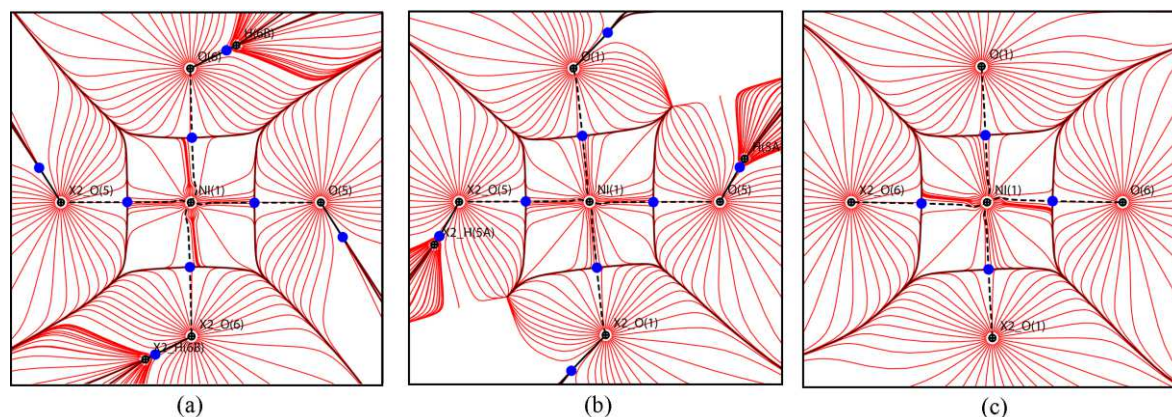 H(6B)
O(6)
X2_O(5)
NI(1)
O(5)
X2_O(6)
X2_H(6B)
(a)
O(1)
H(5A
X2_O(5)
NI(1)
O(5)
X2_H(5A)
X2_O(1)
(b)
O(1)
X2_O(6)
NI(1)
O(6)
X2_O(1)
(c)